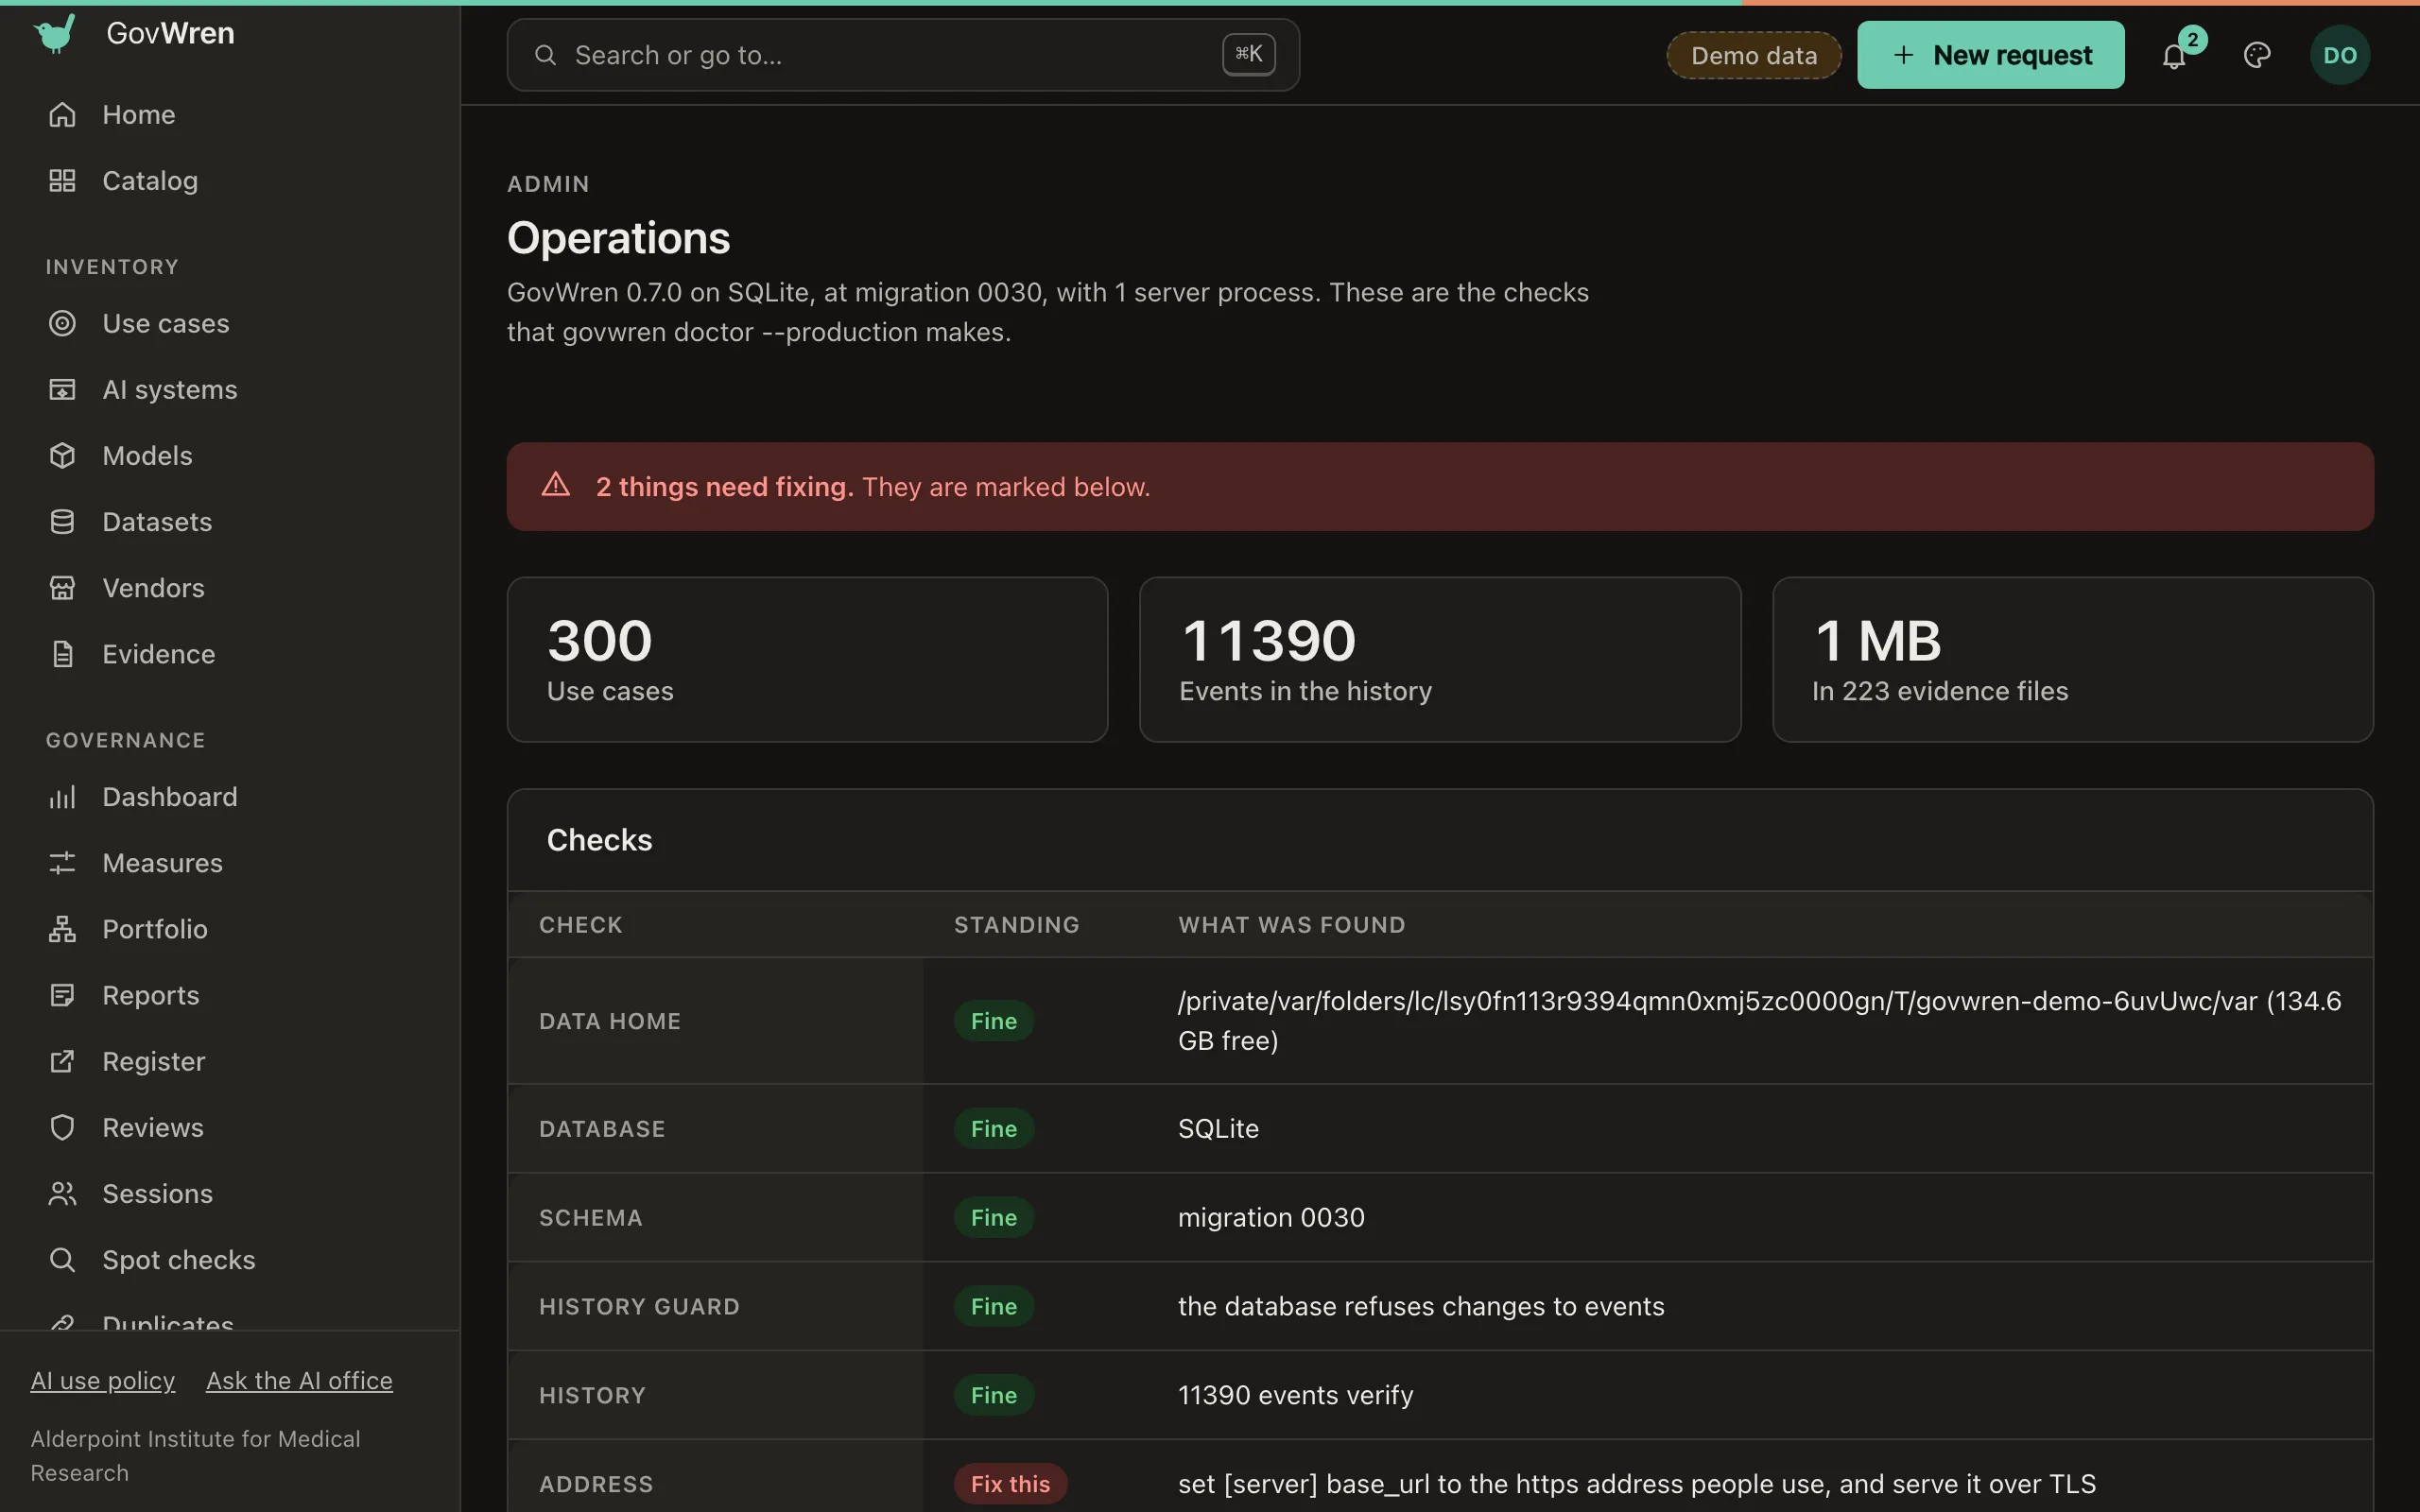 GovWren
Home
Catalog
INVENTORY
Use cases
AI systems
Models
Datasets
Vendors
Evidence
GOVERNANCE
Dashboard
Measures
Portfolio
Reports
Register
Reviews
Sessions
Spot checks
Duplicates
AI use policy Ask the AI office
Alderpoint Institute for Medical
Research
Search or go to... ⌘K
Demo data
+ New request
2
DO
ADMIN
Operations
GovWren 0.7.0 on SQLite, at migration 0030, with 1 server process. These are the checks
that govwren doctor --production makes.
2 things need fixing. They are marked below.
300
Use cases
11390
Events in the history
1 MB
In 223 evidence files
Checks
CHECK STANDING WHAT WAS FOUND
DATA HOME Fine /private/var/folders/lc/lsy0fn113r9394qmn0xmj5zc0000gn/T/govwren-demo-6uvUwc/var (134.6
GB free)
DATABASE Fine SQLite
SCHEMA Fine migration 0030
HISTORY GUARD Fine the database refuses changes to events
HISTORY Fine 11390 events verify
ADDRESS Fix this set [server] base_url to the https address people use, and serve it over TLS